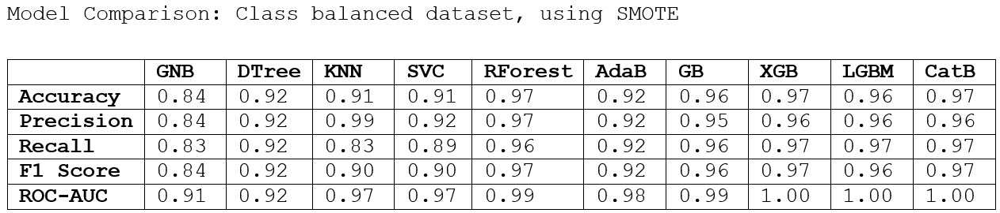 Model Comparison: Class balanced dataset, using SMOTE
GNB DTree KNN SVC RForest AdaB GB XGB LGBM CatB
Accuracy 0.84 0.92 0.91 0.91 0.97 0.92 0.96 0.97 0.96 0.97
Precision 0.84 0.92 0.99 0.92 0.97 0.92 0.95 0.96 0.96 0.96
Recall 0.83 0.92 0.83 0.89 0.96 0.92 0.96 0.97 0.97 0.97
F1 Score 0.84 0.92 0.90 0.90 0.97 0.92 0.96 0.97 0.96 0.97
ROC-AUC 0.91 0.92 0.97 0.97 0.99 0.98 0.99 1.00 1.00 1.00